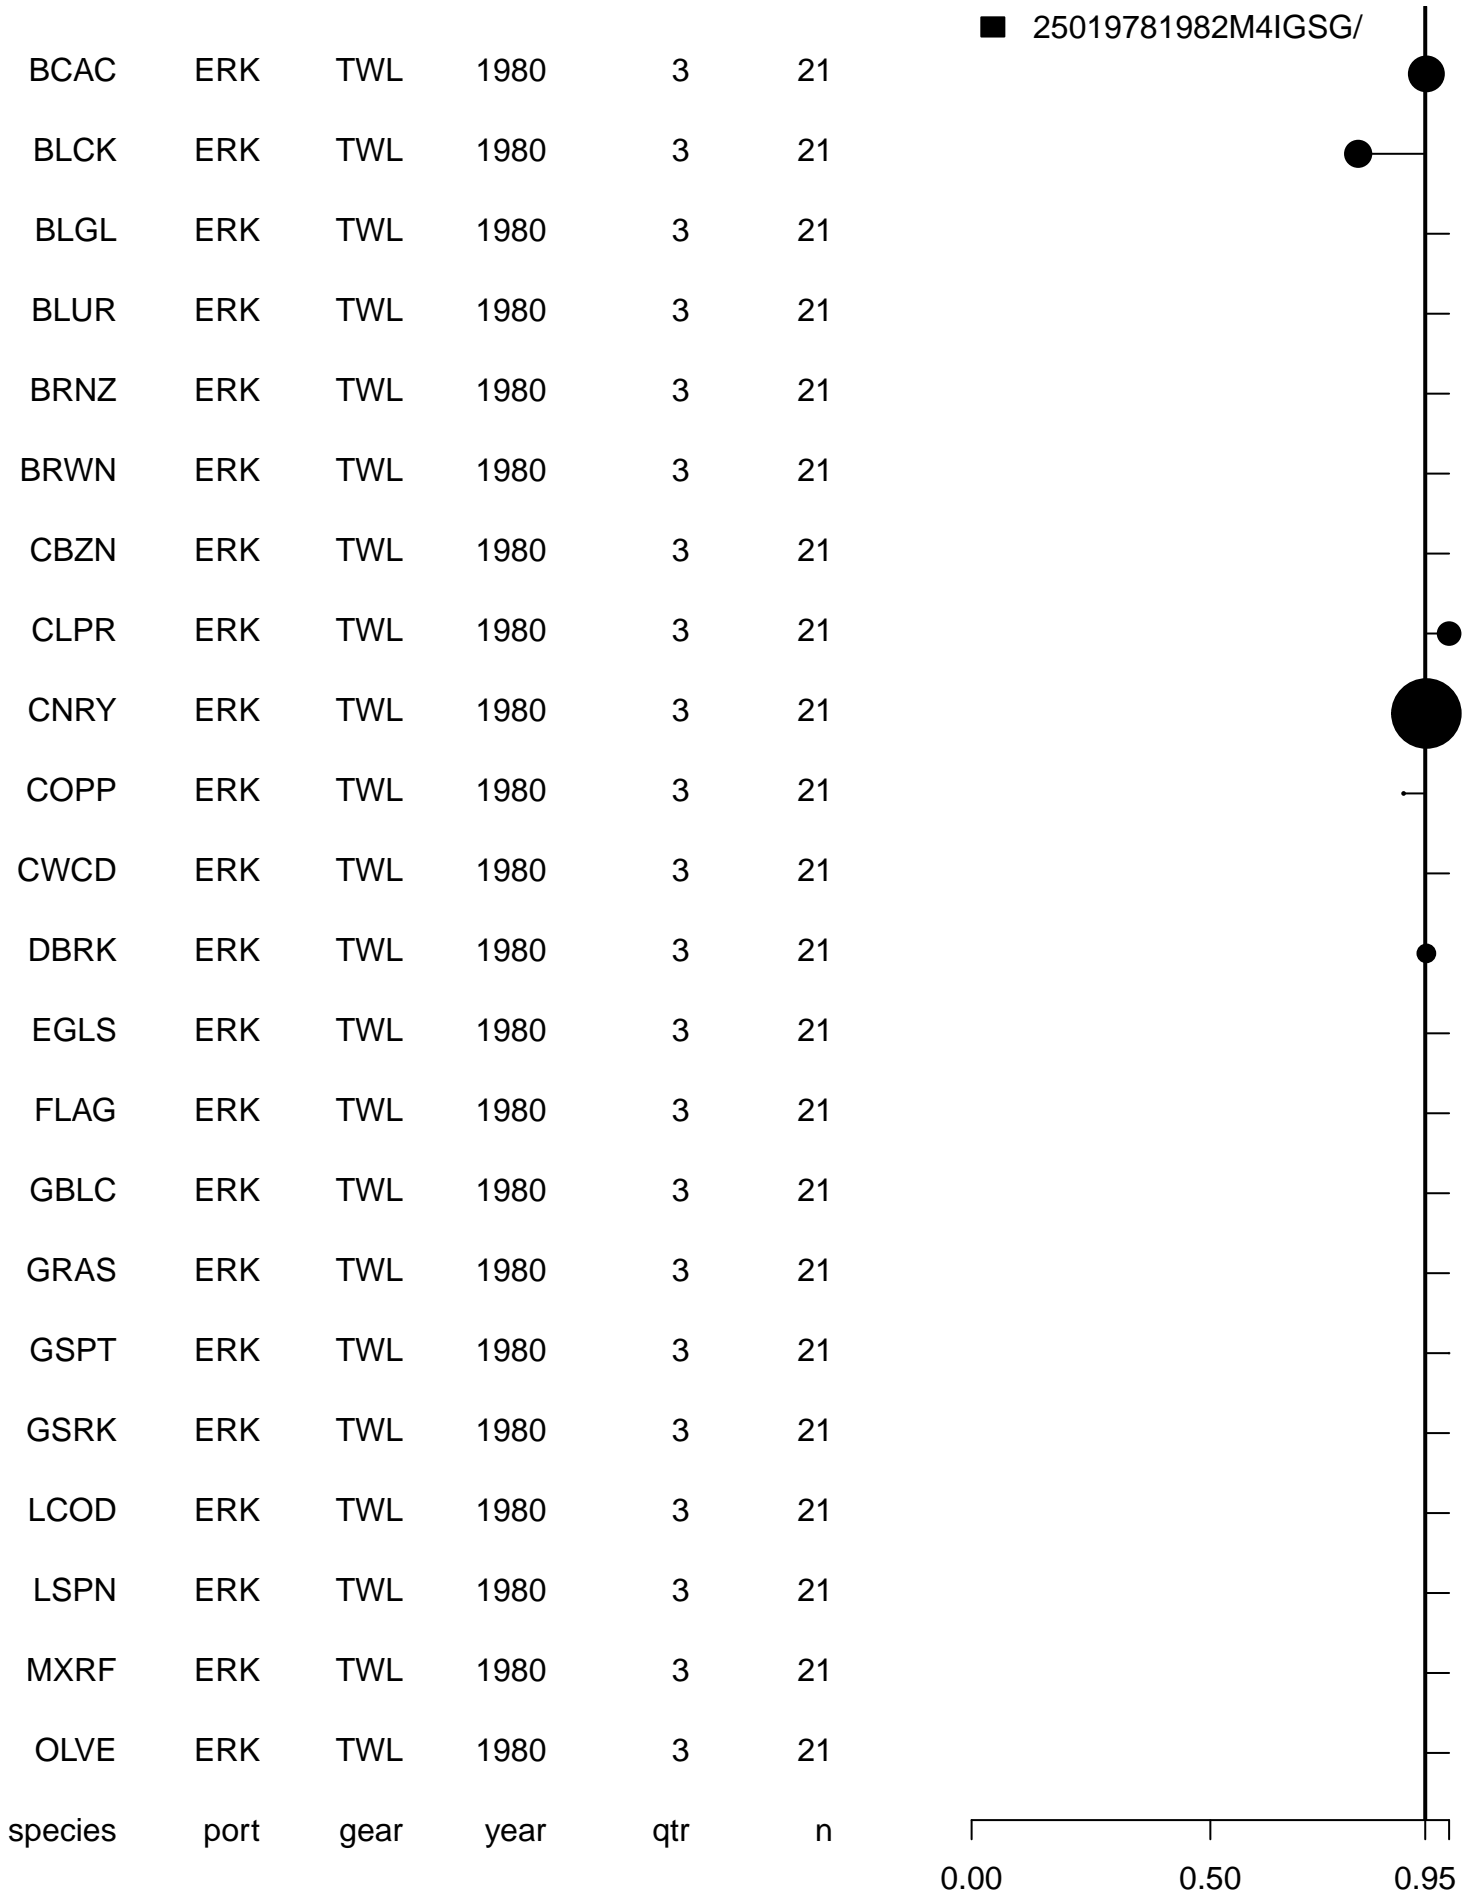 25019781982M4IGSG/
BCAC ERK TWL 1980 3 21
BLCK ERK TWL 1980 3 21
BLGL ERK TWL 1980 3 21
BLUR ERK TWL 1980 3 21
BRNZ ERK TWL 1980 3 21
BRWN ERK TWL 1980 3 21
CBZN ERK TWL 1980 3 21
CLPR ERK TWL 1980 3 21
CNRY ERK TWL 1980 3 21
COPP ERK TWL 1980 3 21
CWCD ERK TWL 1980 3 21
DBRK ERK TWL 1980 3 21
EGLS ERK TWL 1980 3 21
FLAG ERK TWL 1980 3 21
GBLC ERK TWL 1980 3 21
GRAS ERK TWL 1980 3 21
GSPT ERK TWL 1980 3 21
GSRK ERK TWL 1980 3 21
LCOD ERK TWL 1980 3 21
LSPN ERK TWL 1980 3 21
MXRF ERK TWL 1980 3 21
OLVE ERK TWL 1980 3 21
species port gear year qtr n
0.00 0.50 0.95